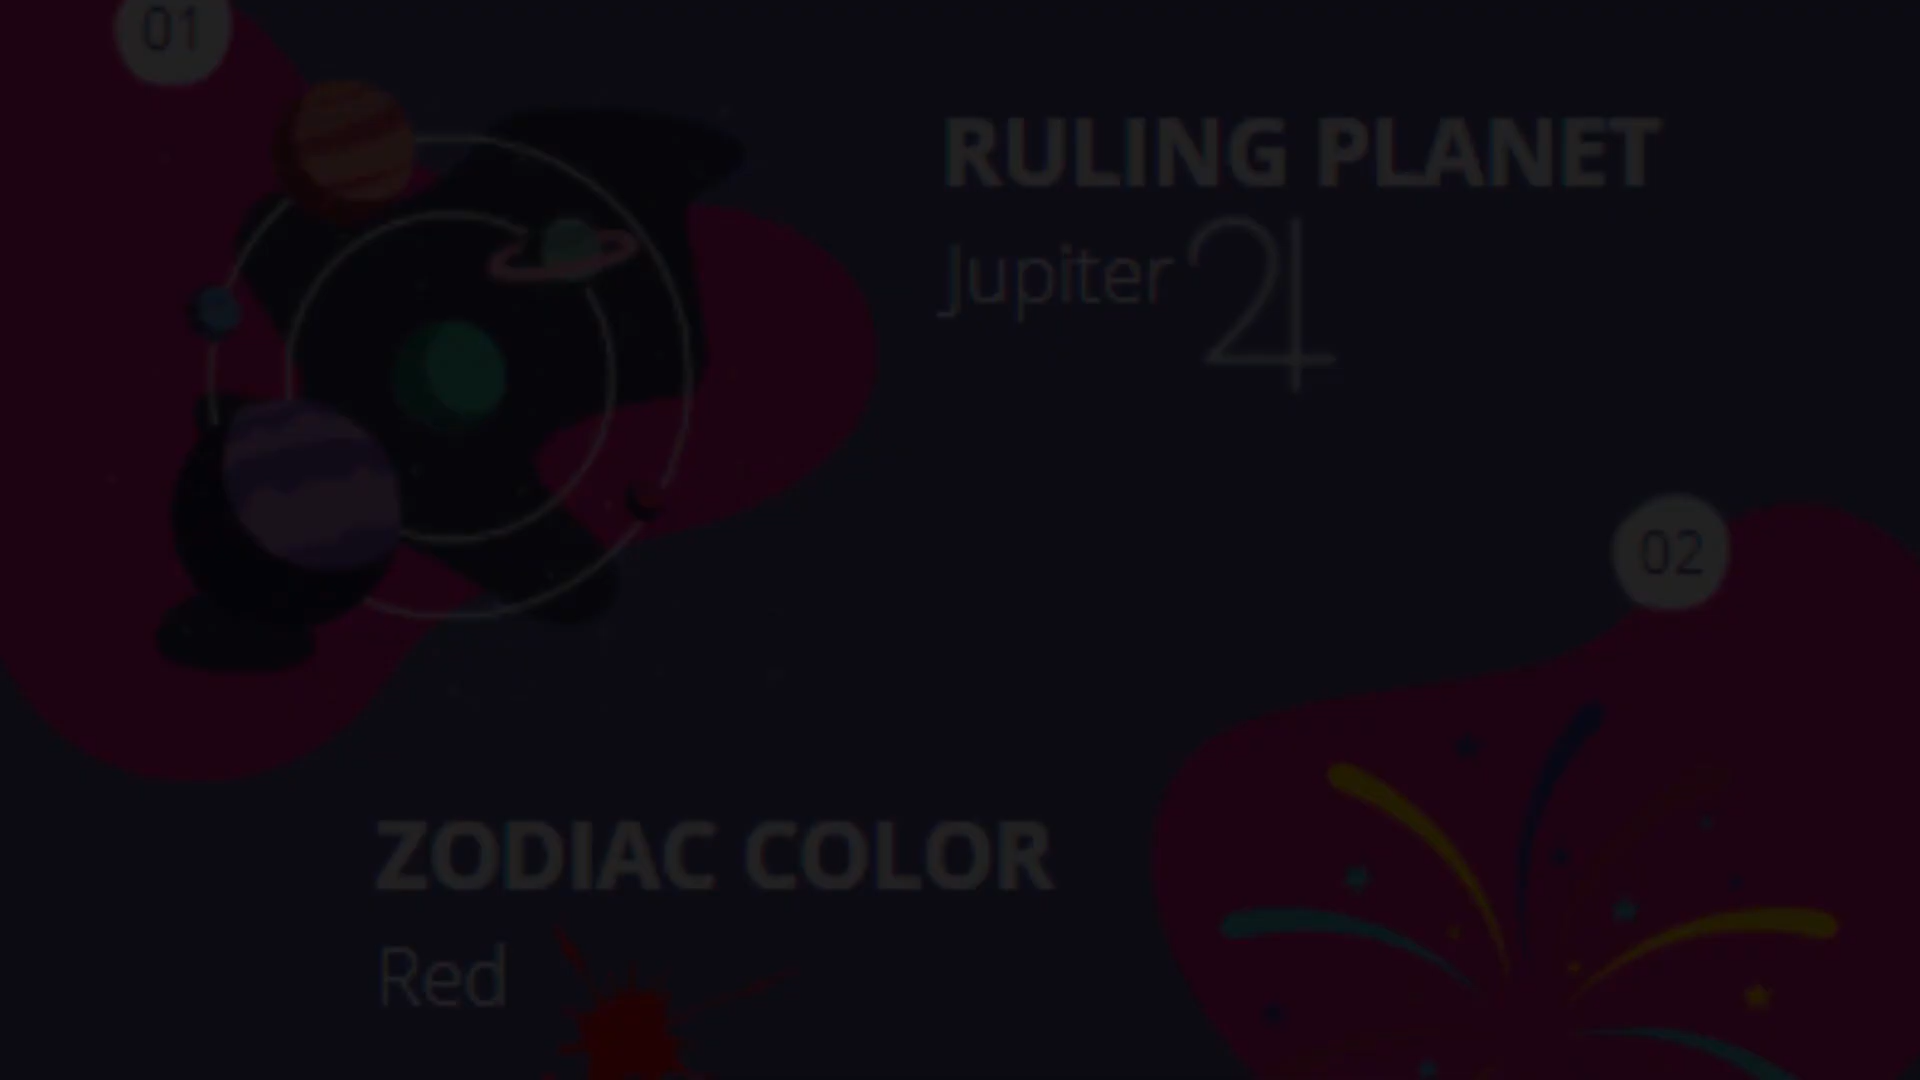 01
RULING PLANET
Jupiter ♃
02
ZODIAC COLOR
Red